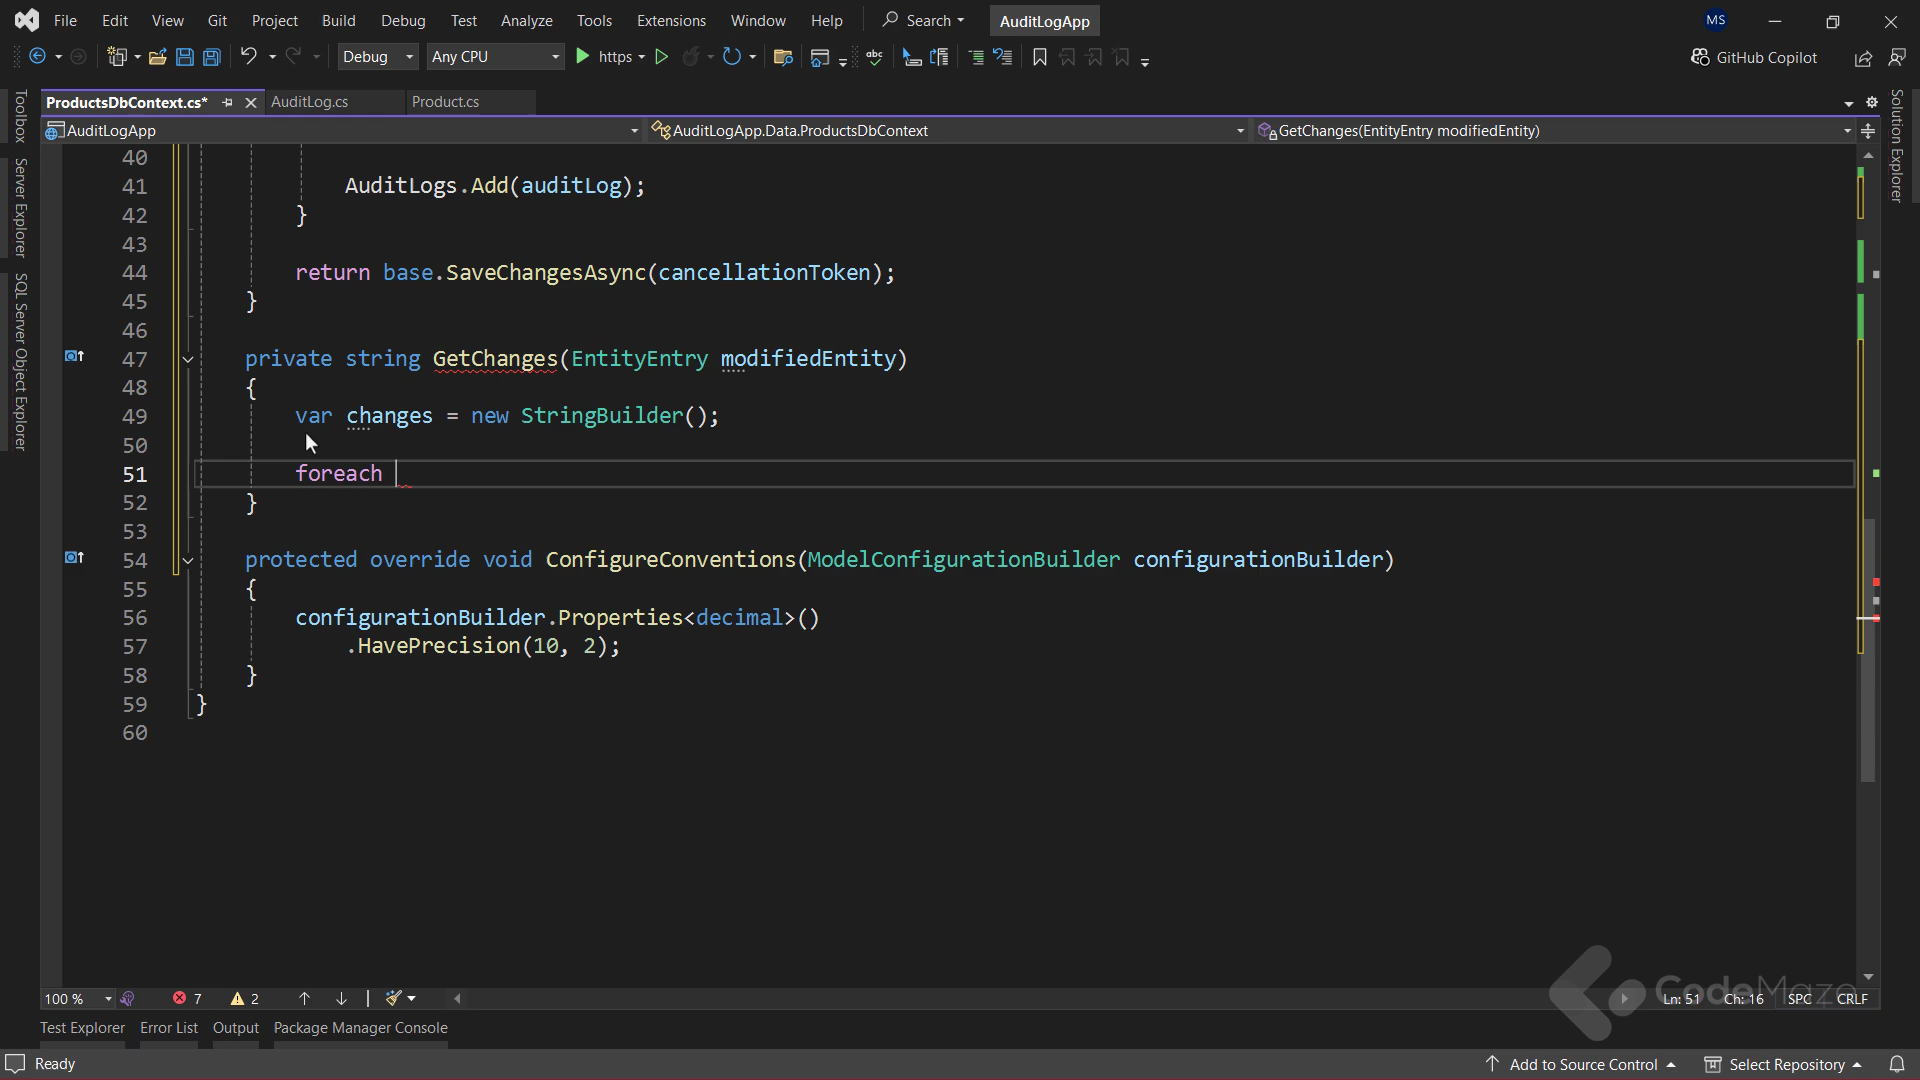 File Edit View Git Project Build Debug Test Analyze Tools Extensions Window Help Search AuditLogApp MS
Debug Any CPU https GitHub Copilot
ProductsDbContext.cs* AuditLog.cs Product.cs
AuditLogApp AuditLogApp.Data.ProductsDbContext GetChanges(EntityEntry modifiedEntity)
Toolbox
Server Explorer
SQL Server Object Explorer
Solution Explorer
40
41 AuditLogs.Add(auditLog);
42 }
43
44 return base.SaveChangesAsync(cancellationToken);
45 }
46
47 private string GetChanges(EntityEntry modifiedEntity)
48 {
49 var changes = new StringBuilder();
50
51 foreach
52 }
53
54 protected override void ConfigureConventions(ModelConfigurationBuilder configurationBuilder)
55 {
56 configurationBuilder.Properties<decimal>()
57 .HavePrecision(10, 2);
58 }
59 }
60
CodeMaze
100 % 7 2 Ln: 51 Ch: 16 SPC CRLF
Test Explorer Error List Output Package Manager Console
Ready Add to Source Control Select Repository